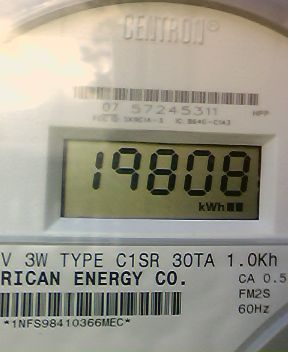 CENTRON®
07 57245311
19808
kWh
V 3W TYPE C1SR 30TA 1.0Kh
RICAN ENERGY CO.
CA 0.5
FM2S
60Hz
*1NFS98410366MEC*